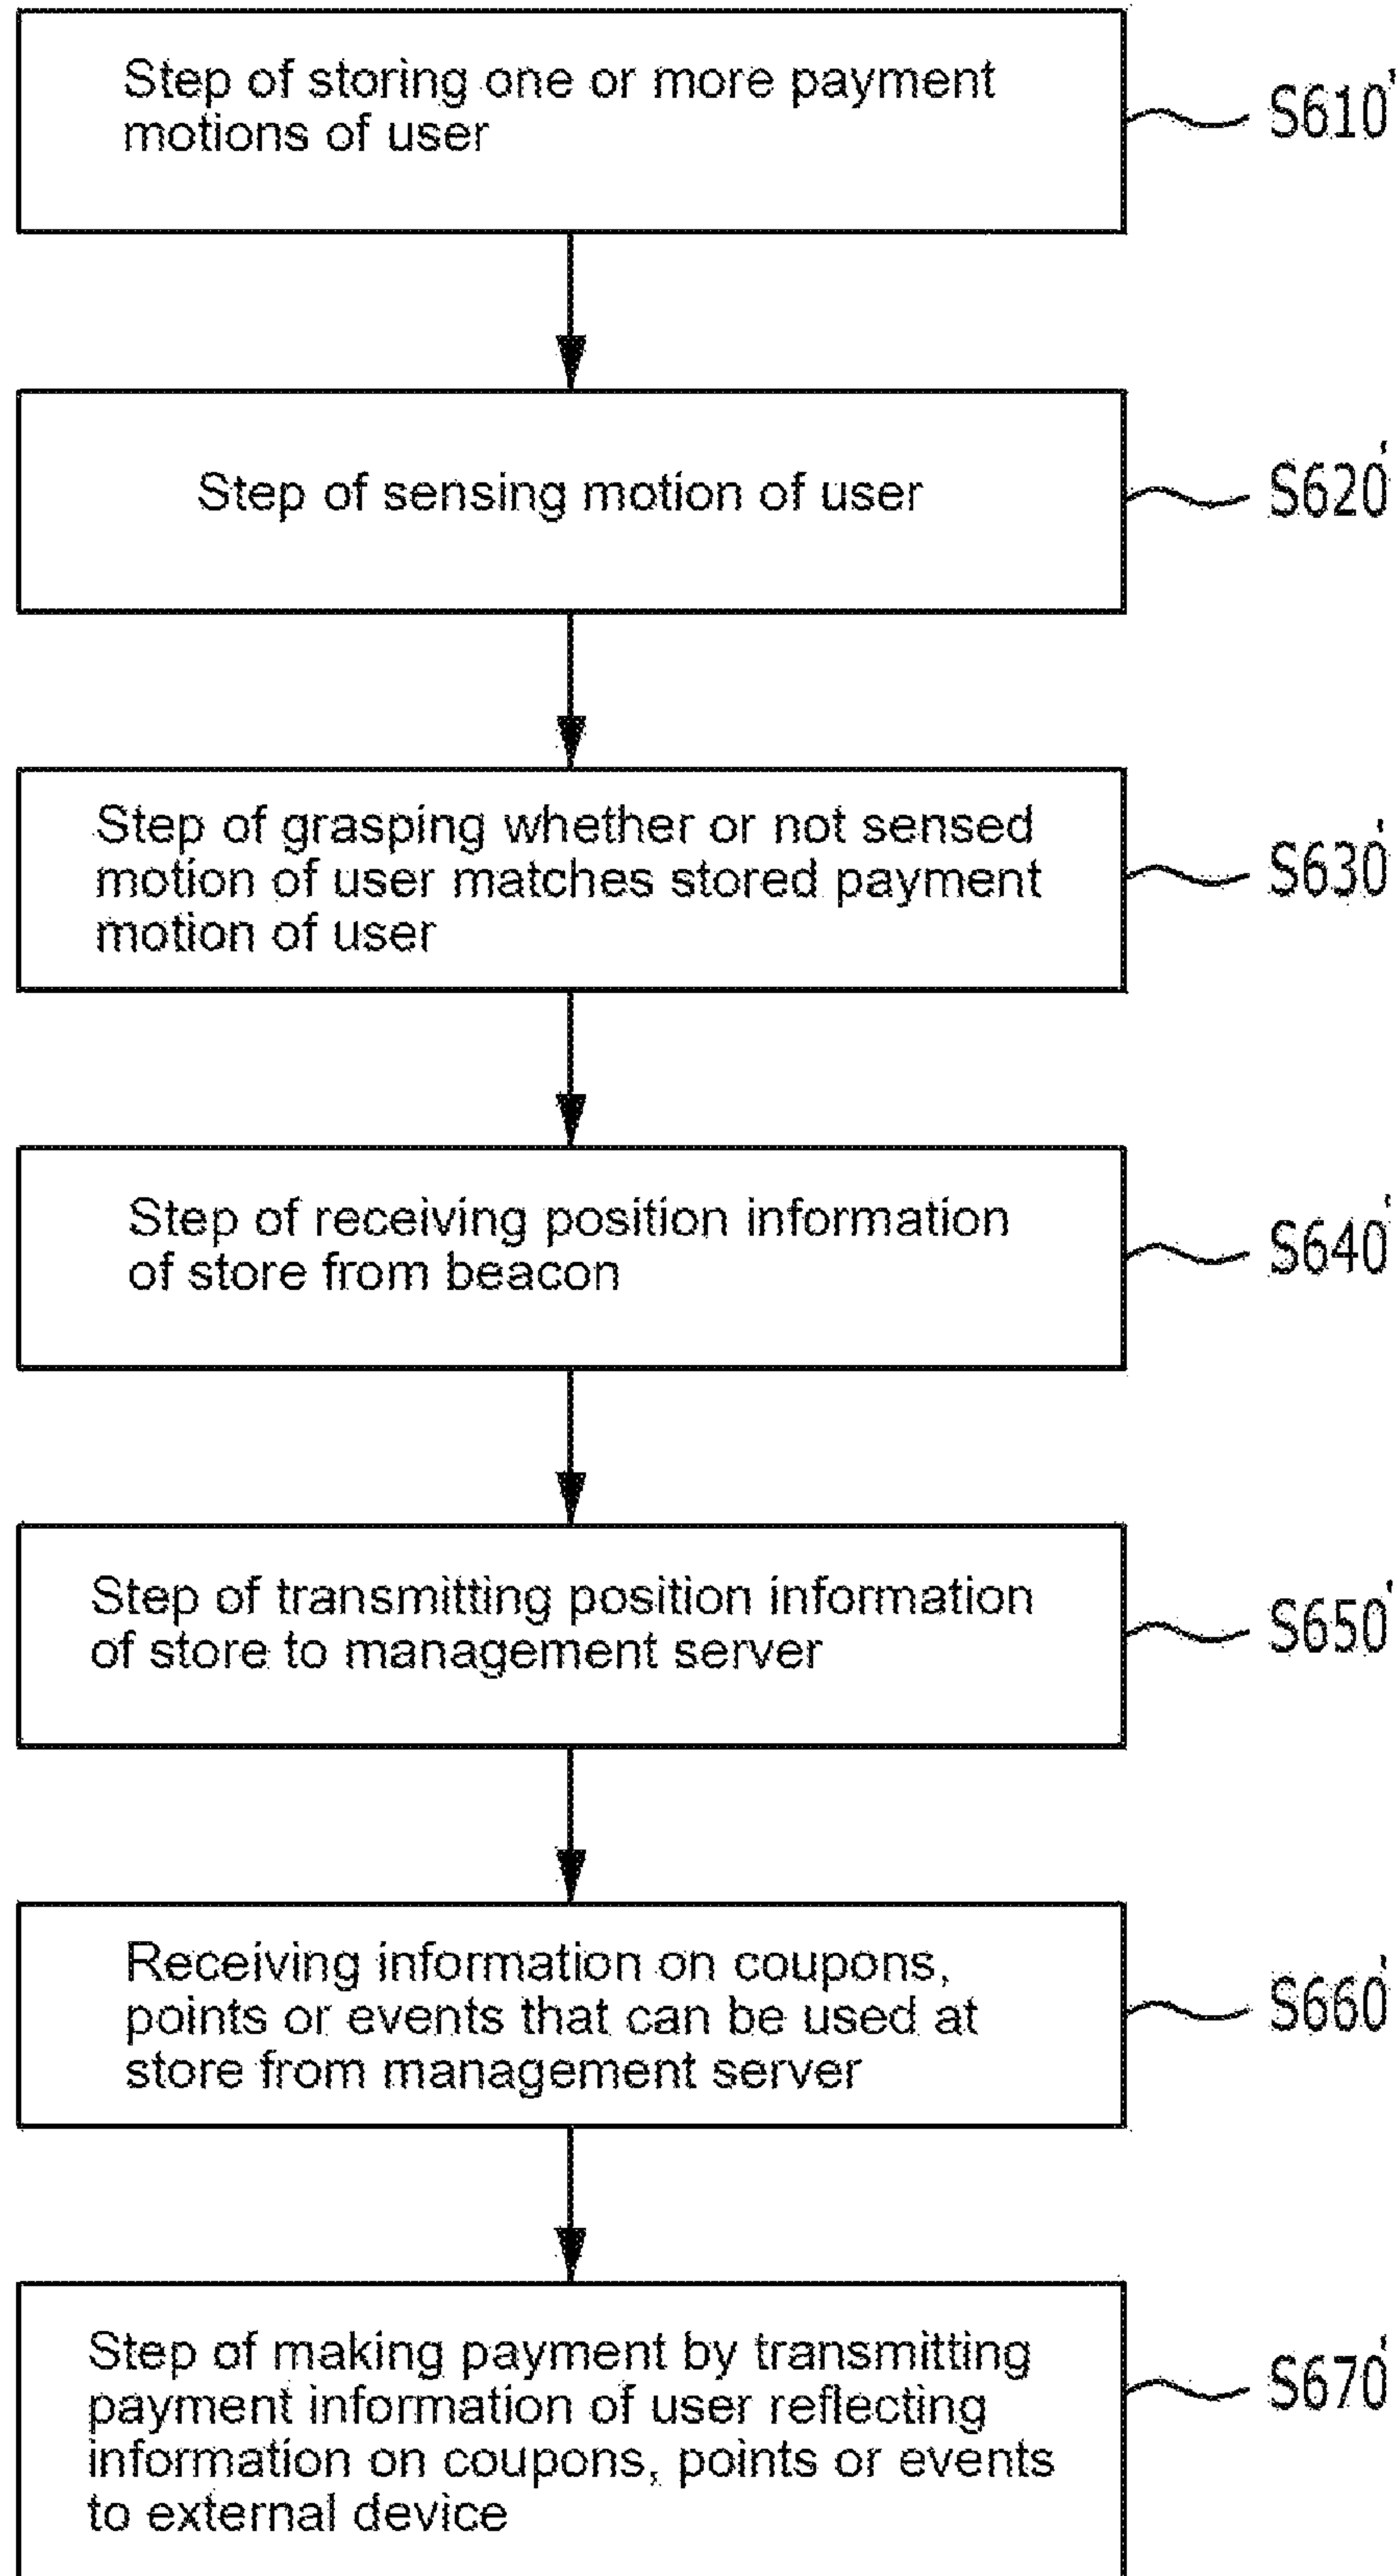 Step of storing one or more payment
motions of user
S610'
Step of sensing motion of user
S620'
Step of grasping whether or not sensed
motion of user matches stored payment
motion of user
S630'
Step of receiving position information
of store from beacon
S640'
Step of transmitting position information
of store to management server
S650'
Receiving information on coupons,
points or events that can be used at
store from management server
S660'
Step of making payment by transmitting
payment information of user reflecting
information on coupons, points or events
to external device
S670'